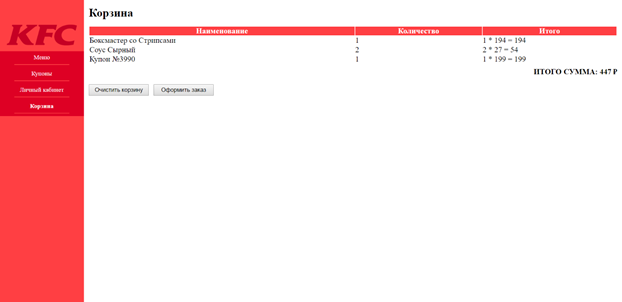 KFC
Меню
Купоны
Личный кабинет
Корзина
Корзина
Наименование Количество Итого
Боксмастер со Стрипсами 1 1 * 194 = 194
Соус Сырный 2 2 * 27 = 54
Купон №3990 1 1 * 199 = 199
ИТОГО СУММА: 447 ₽
Очистить корзину Оформить заказ